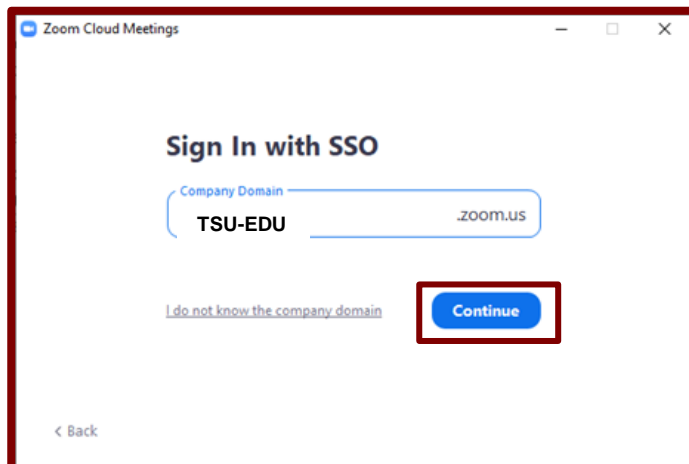 Zoom Cloud Meetings
Sign In with SSO
Company Domain
TSU-EDU .zoom.us
I do not know the company domain Continue
< Back